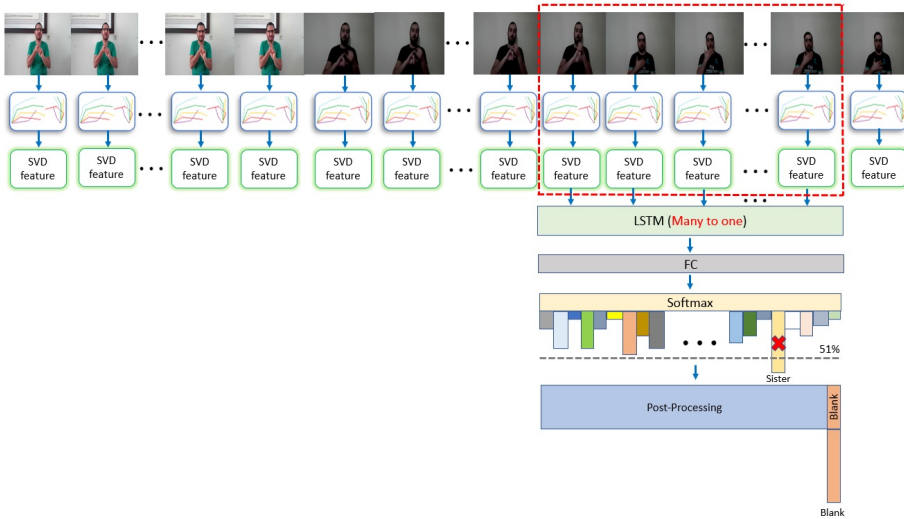 SVD
feature
SVD
feature
SVD
feature
SVD
feature
SVD
feature
SVD
feature
SVD
feature
SVD
feature
SVD
feature
SVD
feature
SVD
feature
SVD
feature
LSTM (Many to one)
FC
Softmax
51%
Sister
Post-Processing
Blank
Blank